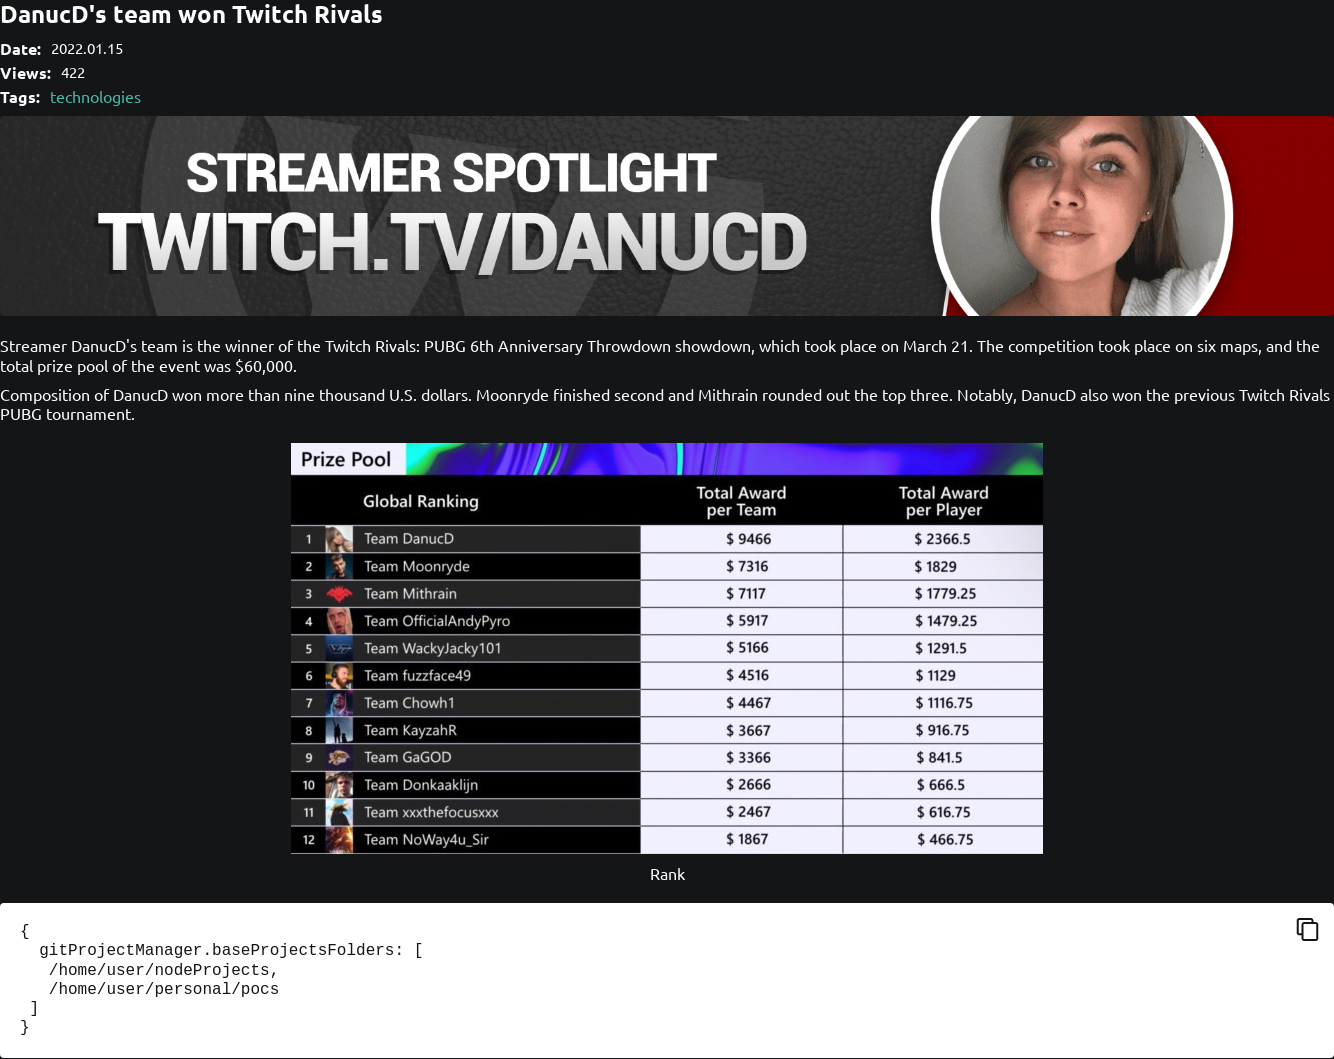 DanucD's team won Twitch Rivals
Date: 2022.01.15
Views: 422
Tags: technologies
STREAMER SPOTLIGHT
TWITCH.TV/DANUCD
Streamer DanucD's team is the winner of the Twitch Rivals: PUBG 6th Anniversary Throwdown showdown, which took place on March 21. The competition took place on six maps, and the
total prize pool of the event was $60,000.
Composition of DanucD won more than nine thousand U.S. dollars. Moonryde finished second and Mithrain rounded out the top three. Notably, DanucD also won the previous Twitch Rivals
PUBG tournament.
Prize Pool
Global Ranking Total Award per Team Total Award per Player
1 Team DanucD $ 9466 $ 2366.5
2 Team Moonryde $ 7316 $ 1829
3 Team Mithrain $ 7117 $ 1779.25
4 Team OfficialAndyPyro $ 5917 $ 1479.25
5 Team WackyJacky101 $ 5166 $ 1291.5
6 Team fuzzface49 $ 4516 $ 1129
7 Team Chowh1 $ 4467 $ 1116.75
8 Team KayzahR $ 3667 $ 916.75
9 Team GaGOD $ 3366 $ 841.5
10 Team Donkaaklijn $ 2666 $ 666.5
11 Team xxxthefocusxxx $ 2467 $ 616.75
12 Team NoWay4u_Sir $ 1867 $ 466.75
Rank
{
  gitProjectManager.baseProjectsFolders: [
   /home/user/nodeProjects,
   /home/user/personal/pocs
 ]
}